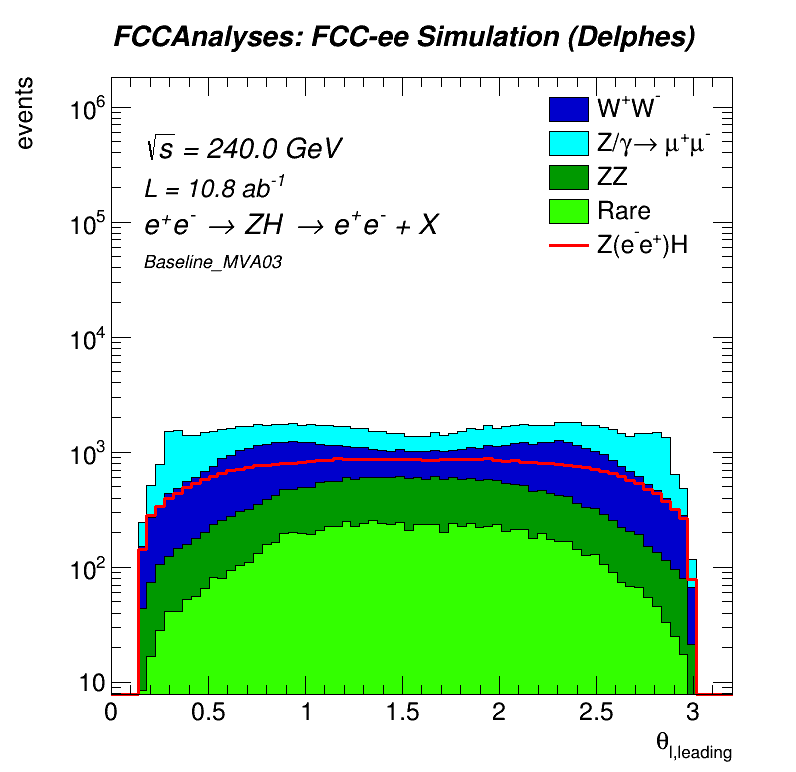 FCCAnalyses: FCC-ee Simulation (Delphes)
events
√s = 240.0 GeV
L = 10.8 ab⁻¹
e⁺e⁻ → ZH → e⁺e⁻ + X
Baseline_MVA03
W⁺W⁻
Z/γ→ μ⁺μ⁻
ZZ
Rare
Z(e⁻e⁺)H
10⁶
10⁵
10⁴
10³
10²
10
0 0.5 1 1.5 2 2.5 3
θl,leading